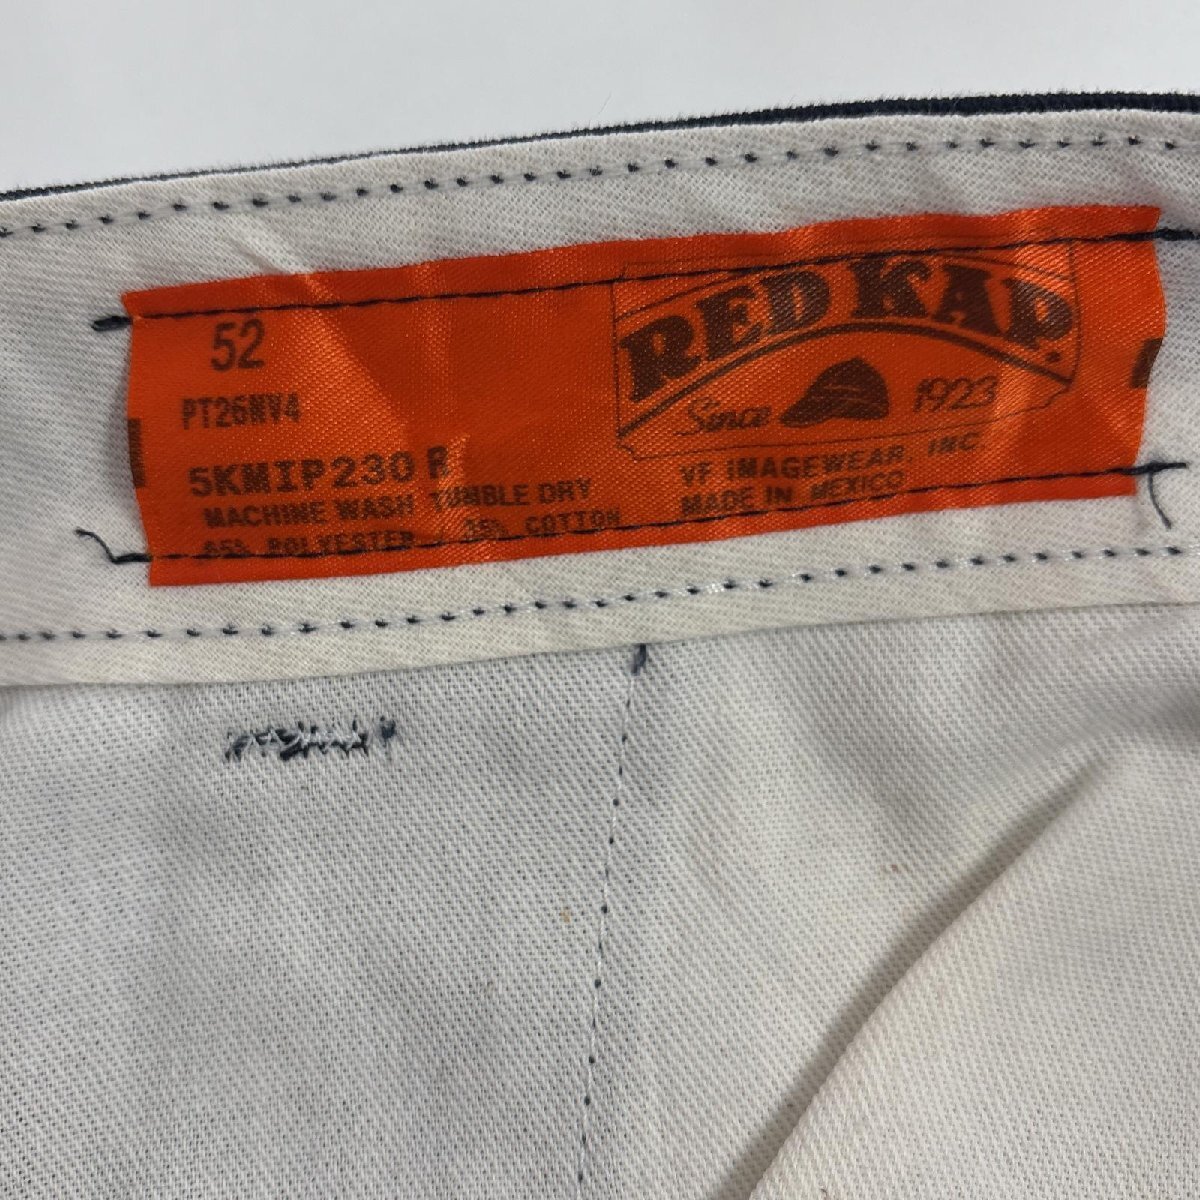 52
PT26NV4
5KMIP230 R
MACHINE WASH TUMBLE DRY
65% POLYESTER / 35% COTTON
RED KAP
Since 1923
VF IMAGEWEAR, INC.
MADE IN MEXICO